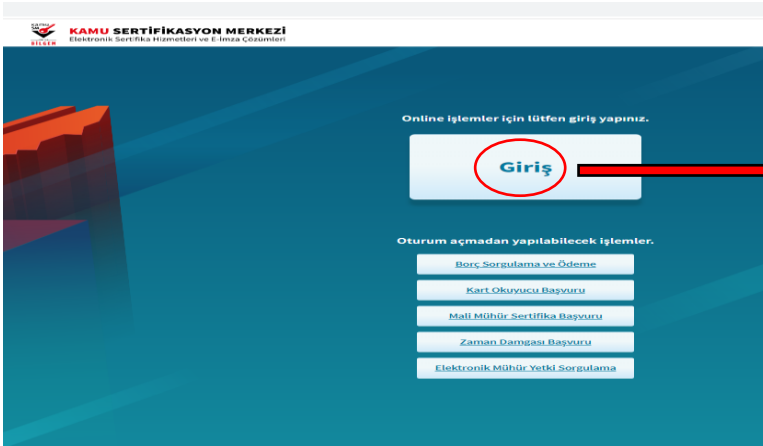 BİLGEM
KAMU SERTİFİKASYON MERKEZİ
Elektronik Sertifika Hizmetleri ve E-İmza Çözümleri
Online işlemler için lütfen giriş yapınız.
Giriş
Oturum açmadan yapılabilecek işlemler.
Borç Sorgulama ve Ödeme
Kart Okuyucu Başvuru
Mali Mühür Sertifika Başvuru
Zaman Damgası Başvuru
Elektronik Mühür Yetki Sorgulama